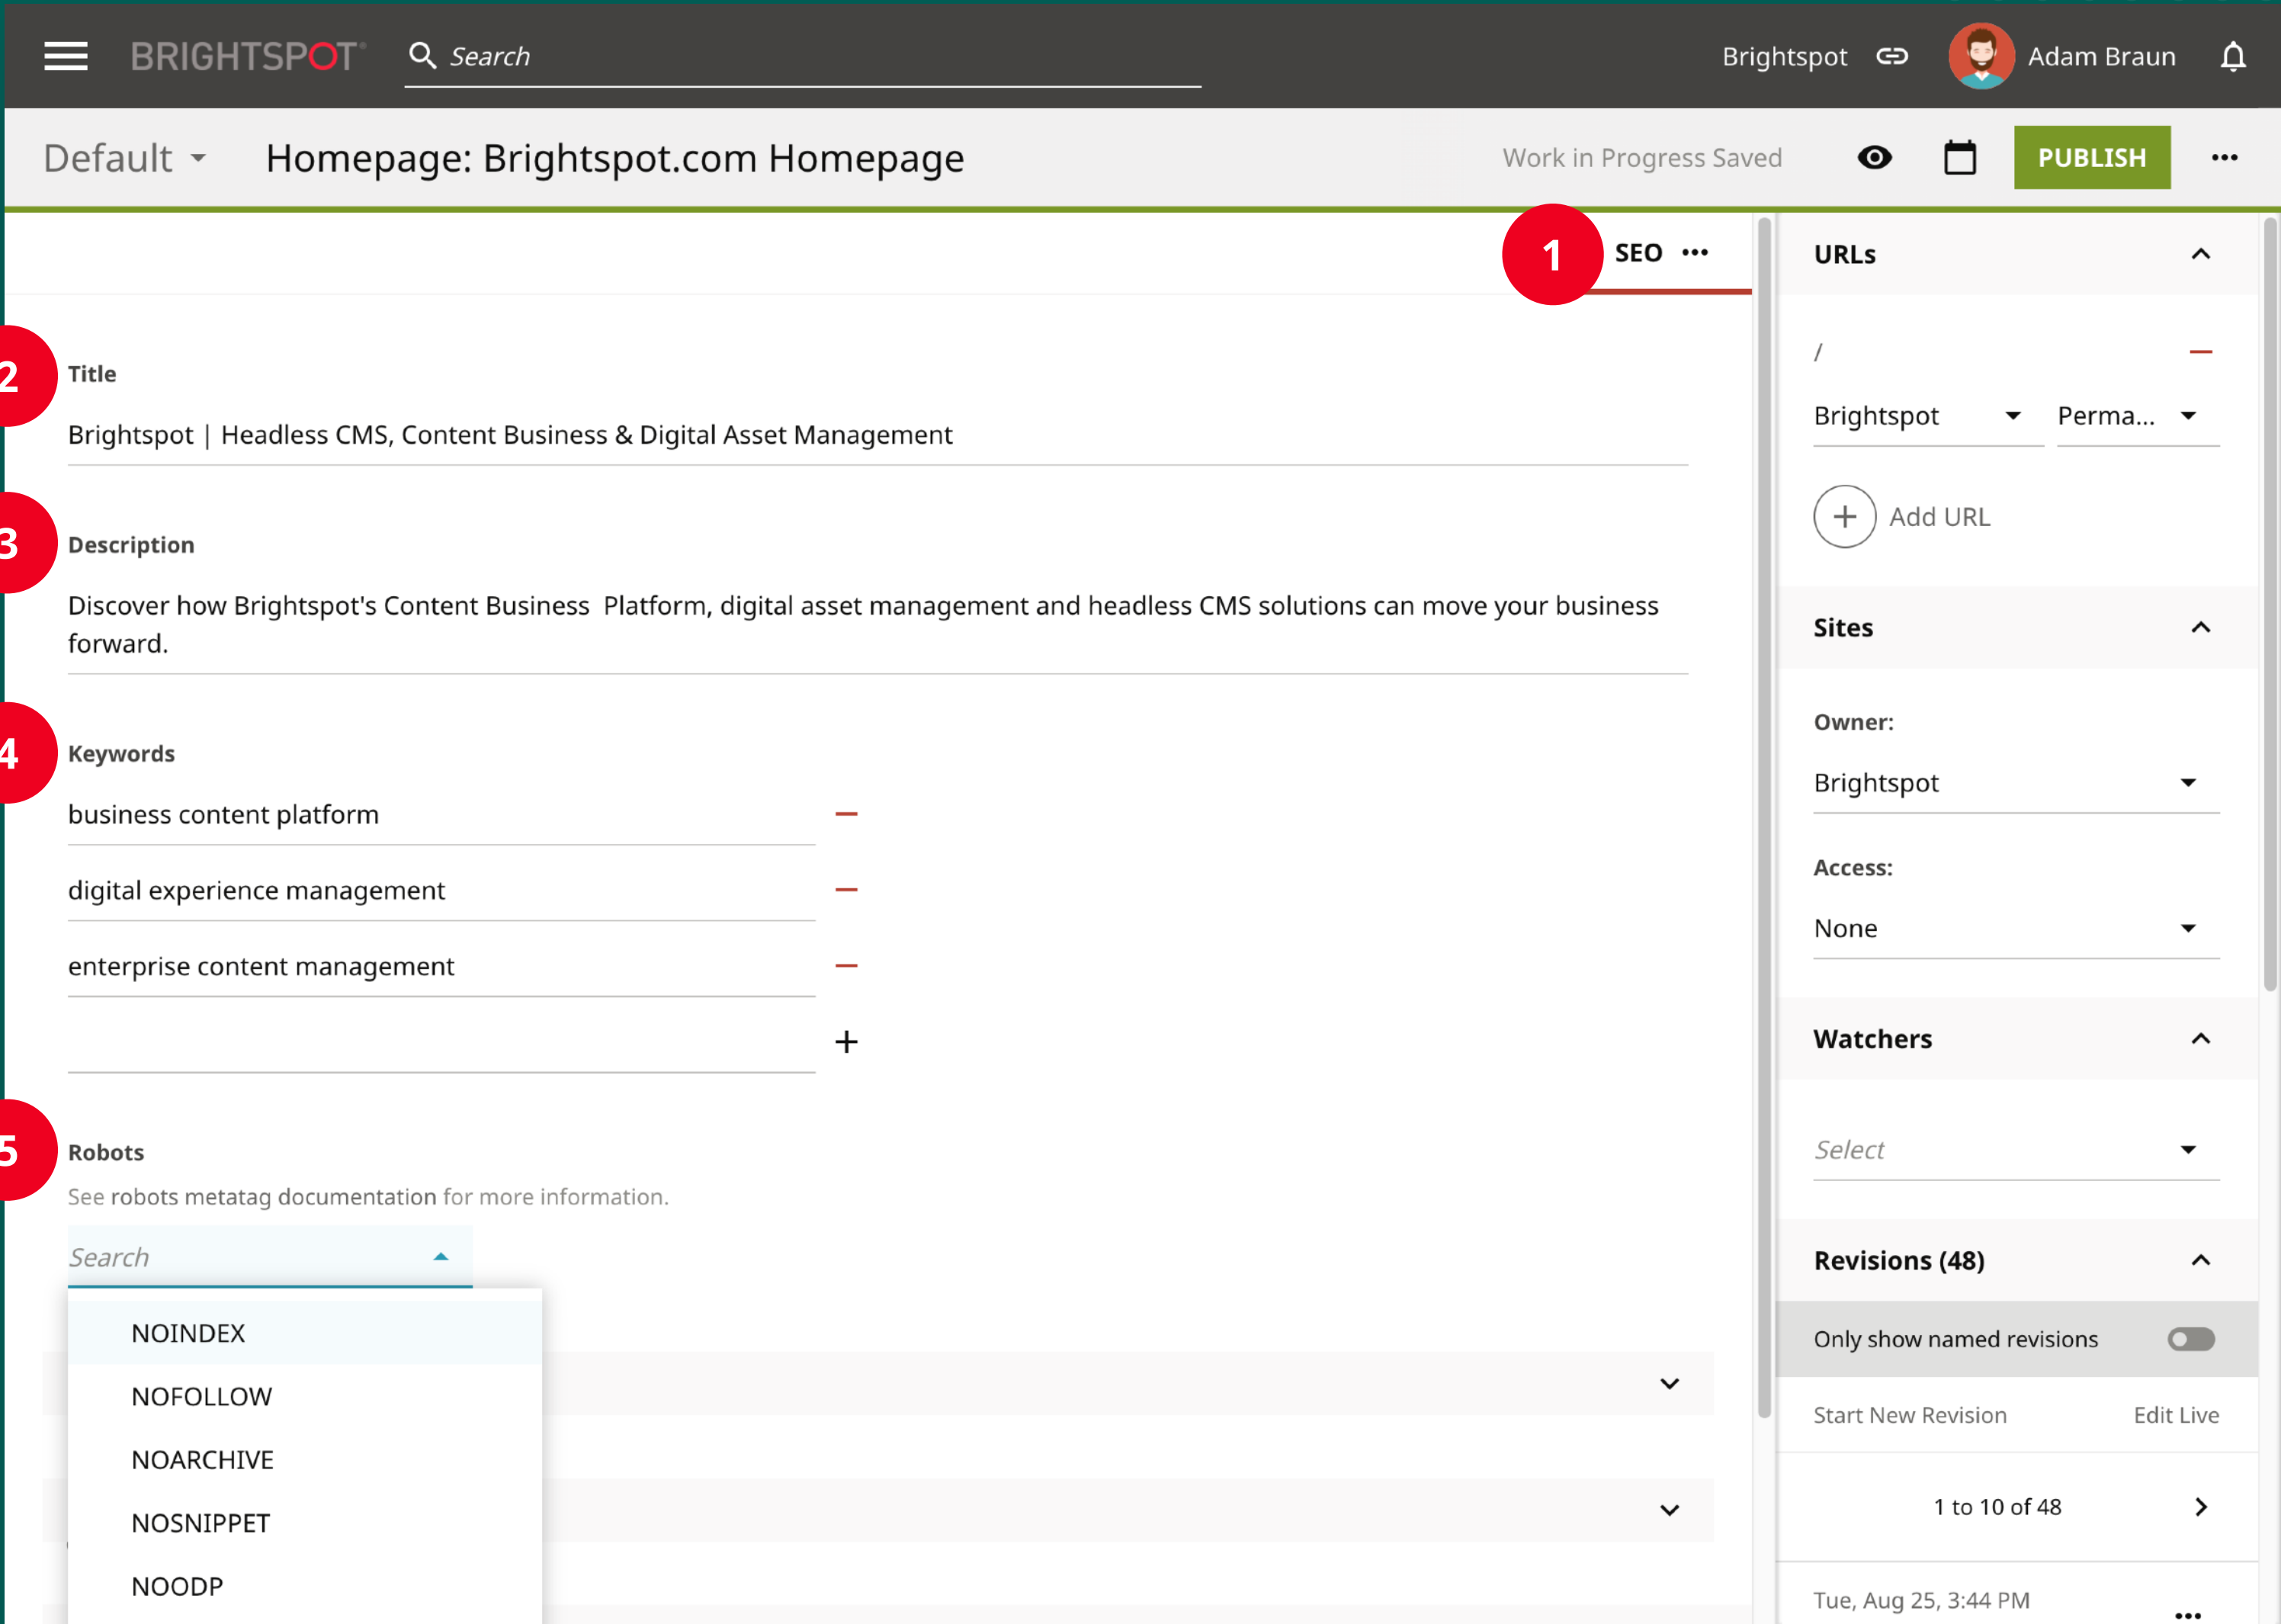 BRIGHTSPOT
Search
Brightspot
Adam Braun
Default
Homepage: Brightspot.com Homepage
Work in Progress Saved
PUBLISH
1
SEO
2
Title
Brightspot | Headless CMS, Content Business & Digital Asset Management
3
Description
Discover how Brightspot's Content Business  Platform, digital asset management and headless CMS solutions can move your business
forward.
4
Keywords
business content platform
digital experience management
enterprise content management
5
Robots
See robots metatag documentation for more information.
Search
NOINDEX
NOFOLLOW
NOARCHIVE
NOSNIPPET
NOODP
URLs
/
Brightspot
Perma...
Add URL
Sites
Owner:
Brightspot
Access:
None
Watchers
Select
Revisions (48)
Only show named revisions
Start New Revision
Edit Live
1 to 10 of 48
Tue, Aug 25, 3:44 PM